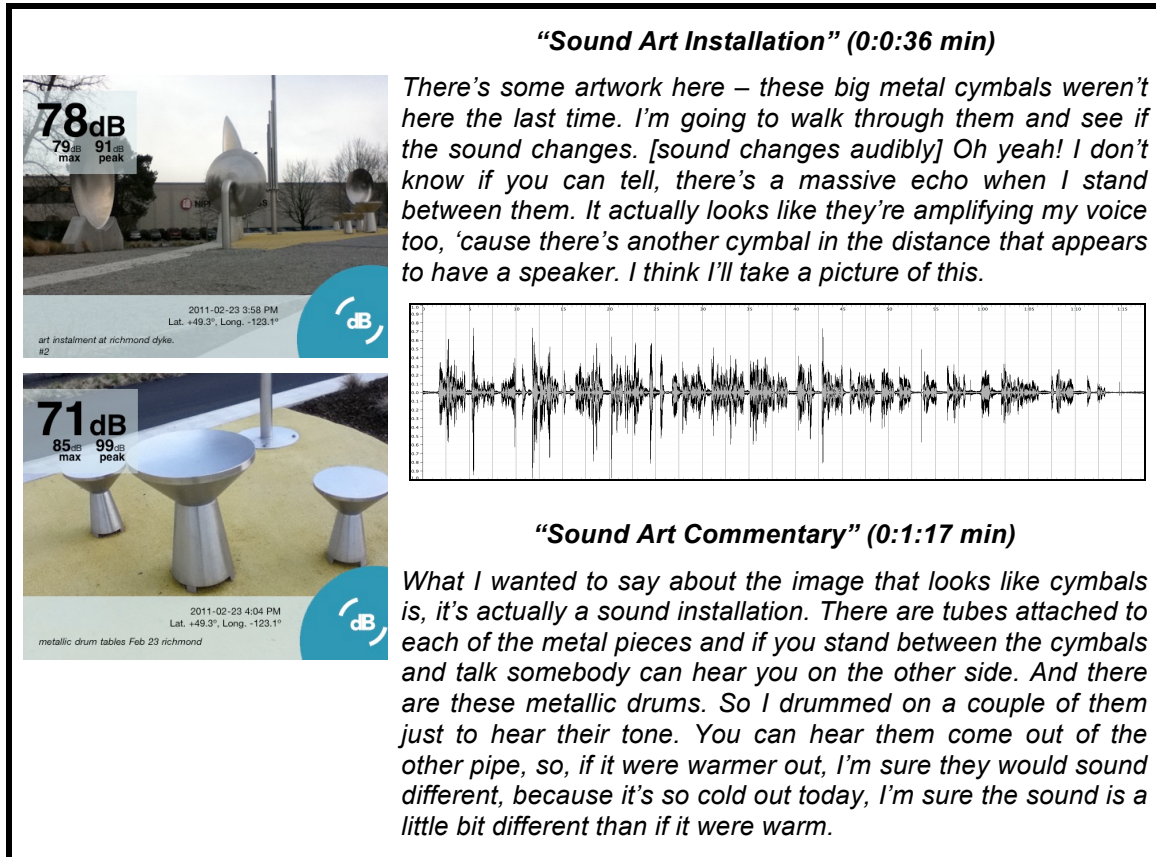 “Sound Art Installation” (0:0:36 min)
There’s some artwork here – these big metal cymbals weren’t
here the last time. I’m going to walk through them and see if
the sound changes. [sound changes audibly] Oh yeah! I don’t
know if you can tell, there’s a massive echo when I stand
between them. It actually looks like they’re amplifying my voice
too, ‘cause there’s another cymbal in the distance that appears
to have a speaker. I think I’ll take a picture of this.
78dB
79dB 91dB
max peak
2011-02-23 3:58 PM
Lat. +49.3º, Long. -123.1º
dB
art instalment at richmond dyke.
#2
71dB
85dB 99dB
max peak
2011-02-23 4:04 PM
Lat. +49.3º, Long. -123.1º
dB
metallic drum tables Feb 23 richmond
“Sound Art Commentary” (0:1:17 min)
What I wanted to say about the image that looks like cymbals
is, it’s actually a sound installation. There are tubes attached to
each of the metal pieces and if you stand between the cymbals
and talk somebody can hear you on the other side. And there
are these metallic drums. So I drummed on a couple of them
just to hear their tone. You can hear them come out of the
other pipe, so, if it were warmer out, I’m sure they would sound
different, because it’s so cold out today, I’m sure the sound is a
little bit different than if it were warm.